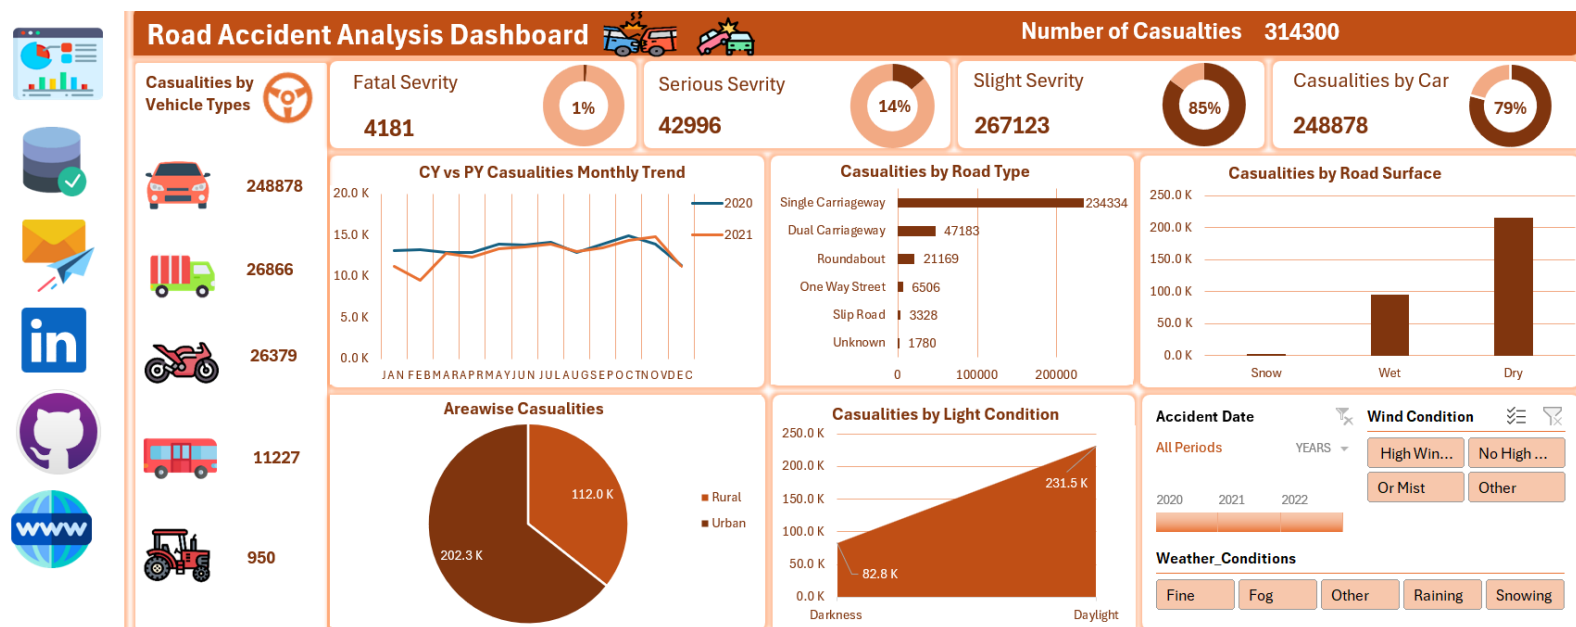 Road Accident Analysis Dashboard
Number of Casualties 314300
Casualities by
Vehicle Types
248878
26866
26379
11227
950
in
www
Fatal Sevrity
4181
1%
Serious Sevrity
42996
14%
Slight Sevrity
267123
85%
Casualities by Car
248878
79%
CY vs PY Casualities Monthly Trend
20.0 K
15.0 K
10.0 K
5.0 K
0.0 K
JAN FEB MAR APR MAY JUN JUL AUG SEP OCT NOV DEC
2020
2021
Casualities by Road Type
Single Carriageway 234334
Dual Carriageway 47183
Roundabout 21169
One Way Street 6506
Slip Road 3328
Unknown 1780
0 100000 200000
Casualities by Road Surface
250.0 K
200.0 K
150.0 K
100.0 K
50.0 K
0.0 K
Snow Wet Dry
Areawise Casualities
112.0 K
202.3 K
Rural
Urban
Casualities by Light Condition
250.0 K
200.0 K
150.0 K
100.0 K
50.0 K
0.0 K
231.5 K
82.8 K
Darkness Daylight
Accident Date
All Periods YEARS
2020 2021 2022
Wind Condition
High Win... No High ...
Or Mist Other
Weather_Conditions
Fine Fog Other Raining Snowing